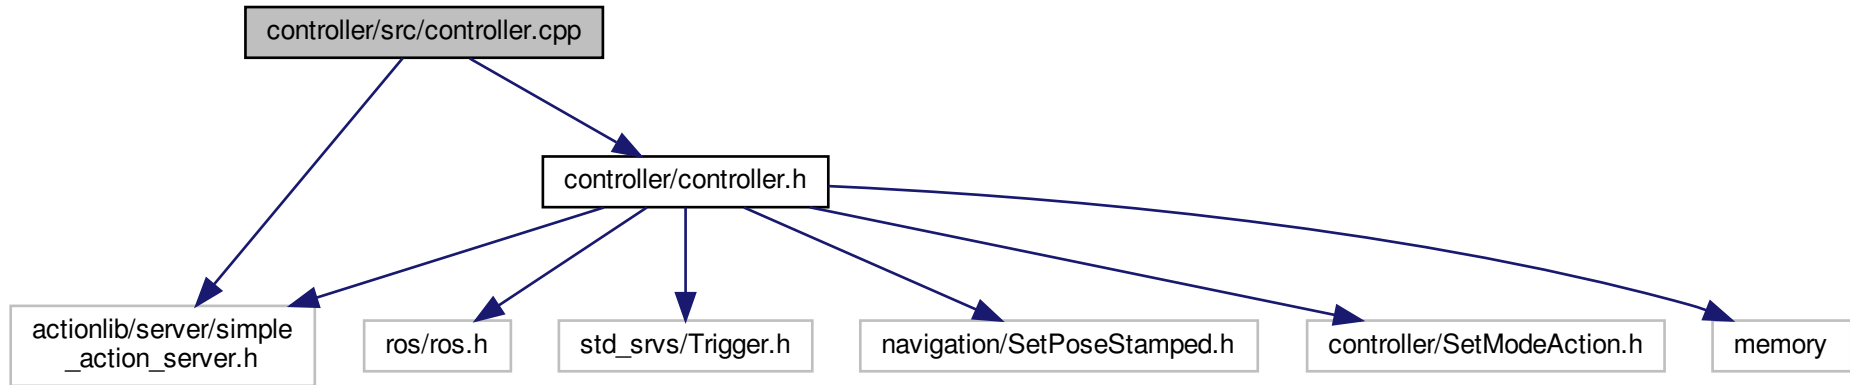 controller/src/controller.cpp
controller/controller.h
actionlib/server/simple
_action_server.h
ros/ros.h
std_srvs/Trigger.h
navigation/SetPoseStamped.h
controller/SetModeAction.h
memory